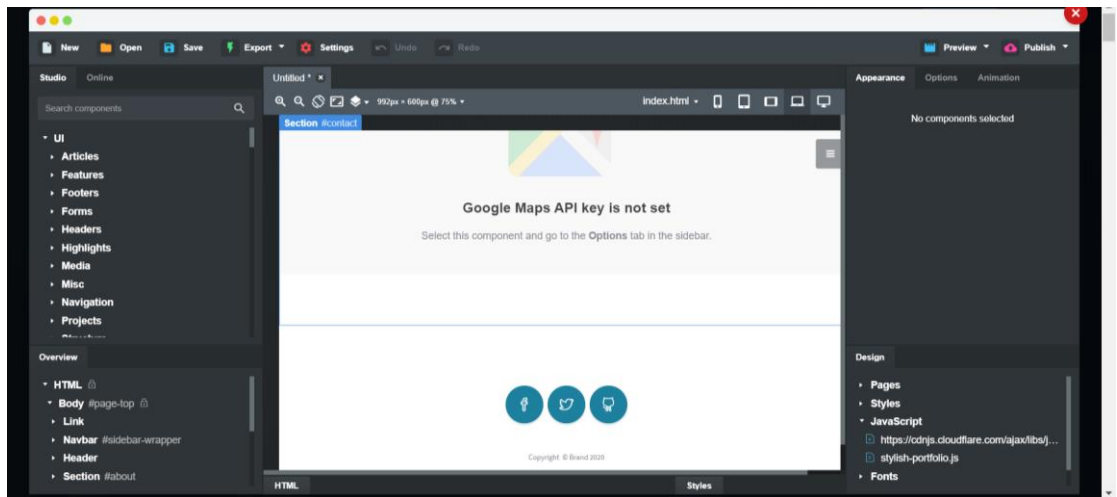 New Open Save Export Settings Undo Redo Preview Publish
Studio Online
Search components
UI
Articles
Features
Footers
Forms
Headers
Highlights
Media
Misc
Navigation
Projects
Overview
HTML
Body #page-top
Link
Navbar #sidebar-wrapper
Header
Section #about
Untitled *
992px × 600px @ 75% index.html
Section #contact
Google Maps API key is not set
Select this component and go to the Options tab in the sidebar.
Copyright © Brand 2020
HTML Styles
Appearance Options Animation
No components selected
Design
Pages
Styles
JavaScript
https://cdnjs.cloudflare.com/ajax/libs/j...
stylish-portfolio.js
Fonts